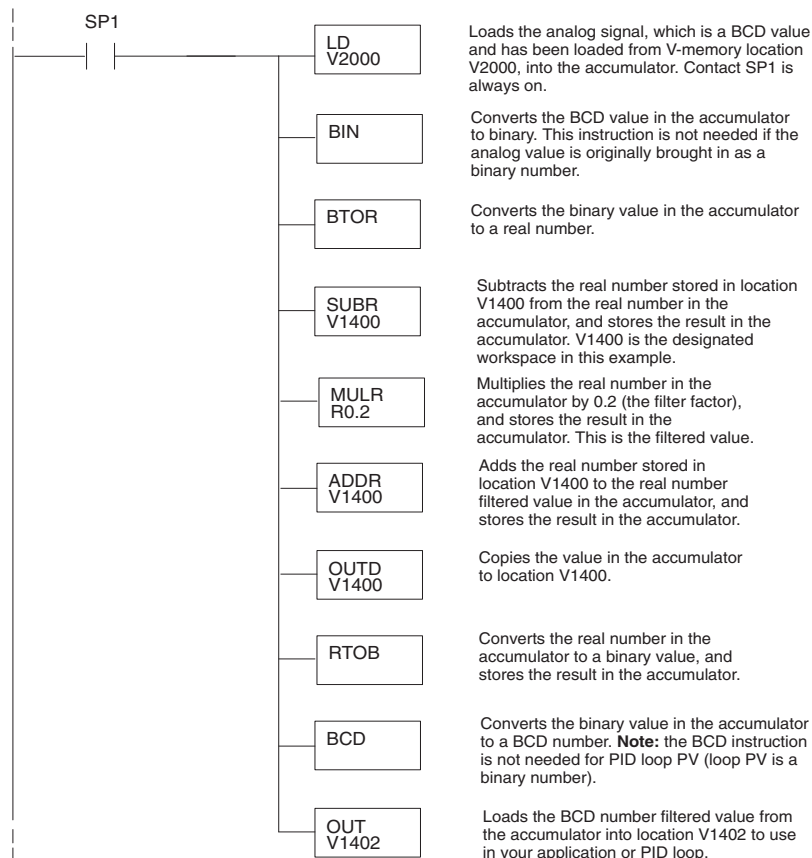 SP1
LD
V2000
Loads the analog signal, which is a BCD value
and has been loaded from V-memory location
V2000, into the accumulator. Contact SP1 is
always on.
BIN
Converts the BCD value in the accumulator
to binary. This instruction is not needed if the
analog value is originally brought in as a
binary number.
BTOR
Converts the binary value in the accumulator
to a real number.
SUBR
V1400
Subtracts the real number stored in location
V1400 from the real number in the
accumulator, and stores the result in the
accumulator. V1400 is the designated
workspace in this example.
MULR
R0.2
Multiplies the real number in the
accumulator by 0.2 (the filter factor),
and stores the result in the
accumulator. This is the filtered value.
ADDR
V1400
Adds the real number stored in
location V1400 to the real number
filtered value in the accumulator, and
stores the result in the accumulator.
OUTD
V1400
Copies the value in the accumulator
to location V1400.
RTOB
Converts the real number in the
accumulator to a binary value, and
stores the result in the accumulator.
BCD
Converts the binary value in the accumulator
to a BCD number. Note: the BCD instruction
is not needed for PID loop PV (loop PV is a
binary number).
OUT
V1402
Loads the BCD number filtered value from
the accumulator into location V1402 to use
in your application or PID loop.